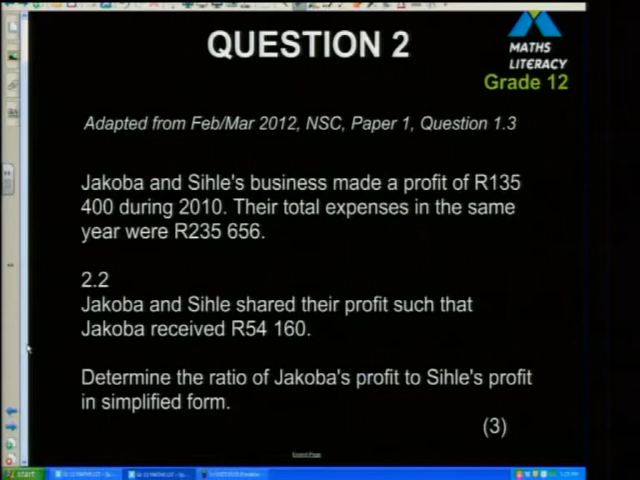 QUESTION 2
MATHS
LITERACY
Grade 12
Adapted from Feb/Mar 2012, NSC, Paper 1, Question 1.3
Jakoba and Sihle's business made a profit of R135
400 during 2010. Their total expenses in the same
year were R235 656.
2.2
Jakoba and Sihle shared their profit such that
Jakoba received R54 160.
Determine the ratio of Jakoba's profit to Sihle's profit
in simplified form.
(3)
Extend Page
start